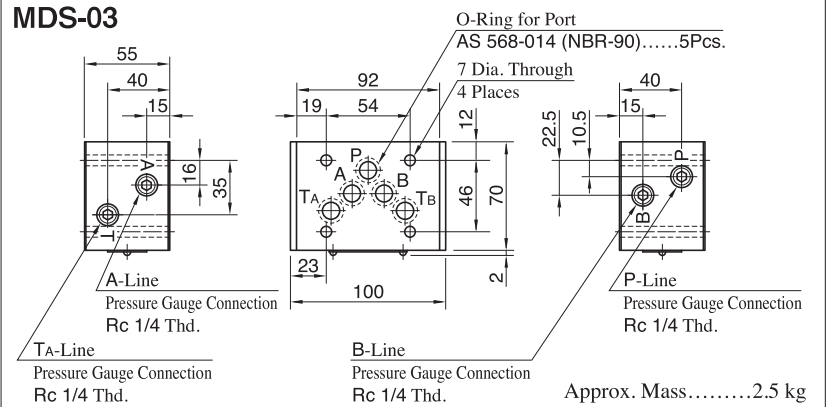 MDS-03
O-Ring for Port
AS 568-014 (NBR-90)......5Pcs.
7 Dia. Through
4 Places
55
40
15
A
16
35
T
92
19
54
12
P
A
B
TA
TB
46
70
23
2
100
40
15
22.5
10.5
P
B
A-Line
Pressure Gauge Connection
Rc 1/4 Thd.
TA-Line
Pressure Gauge Connection
Rc 1/4 Thd.
B-Line
Pressure Gauge Connection
Rc 1/4 Thd.
P-Line
Pressure Gauge Connection
Rc 1/4 Thd.
Approx. Mass.........2.5 kg